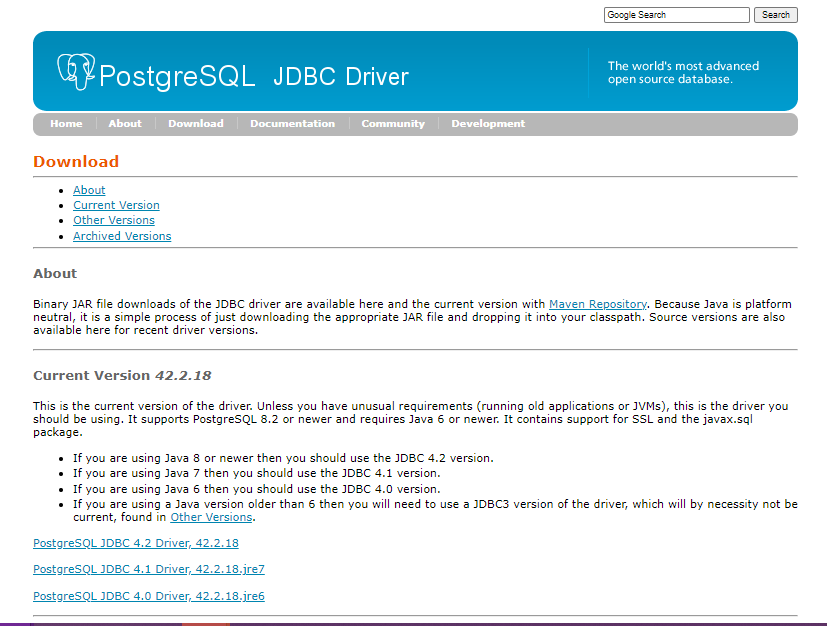 Google Search Search
PostgreSQL JDBC Driver
The world's most advanced
open source database.
Home About Download Documentation Community Development
Download
About
Current Version
Other Versions
Archived Versions
About
Binary JAR file downloads of the JDBC driver are available here and the current version with Maven Repository. Because Java is platform
neutral, it is a simple process of just downloading the appropriate JAR file and dropping it into your classpath. Source versions are also
available here for recent driver versions.
Current Version 42.2.18
This is the current version of the driver. Unless you have unusual requirements (running old applications or JVMs), this is the driver you
should be using. It supports PostgreSQL 8.2 or newer and requires Java 6 or newer. It contains support for SSL and the javax.sql
package.
If you are using Java 8 or newer then you should use the JDBC 4.2 version.
If you are using Java 7 then you should use the JDBC 4.1 version.
If you are using Java 6 then you should use the JDBC 4.0 version.
If you are using a Java version older than 6 then you will need to use a JDBC3 version of the driver, which will by necessity not be
current, found in Other Versions.
PostgreSQL JDBC 4.2 Driver, 42.2.18
PostgreSQL JDBC 4.1 Driver, 42.2.18.jre7
PostgreSQL JDBC 4.0 Driver, 42.2.18.jre6